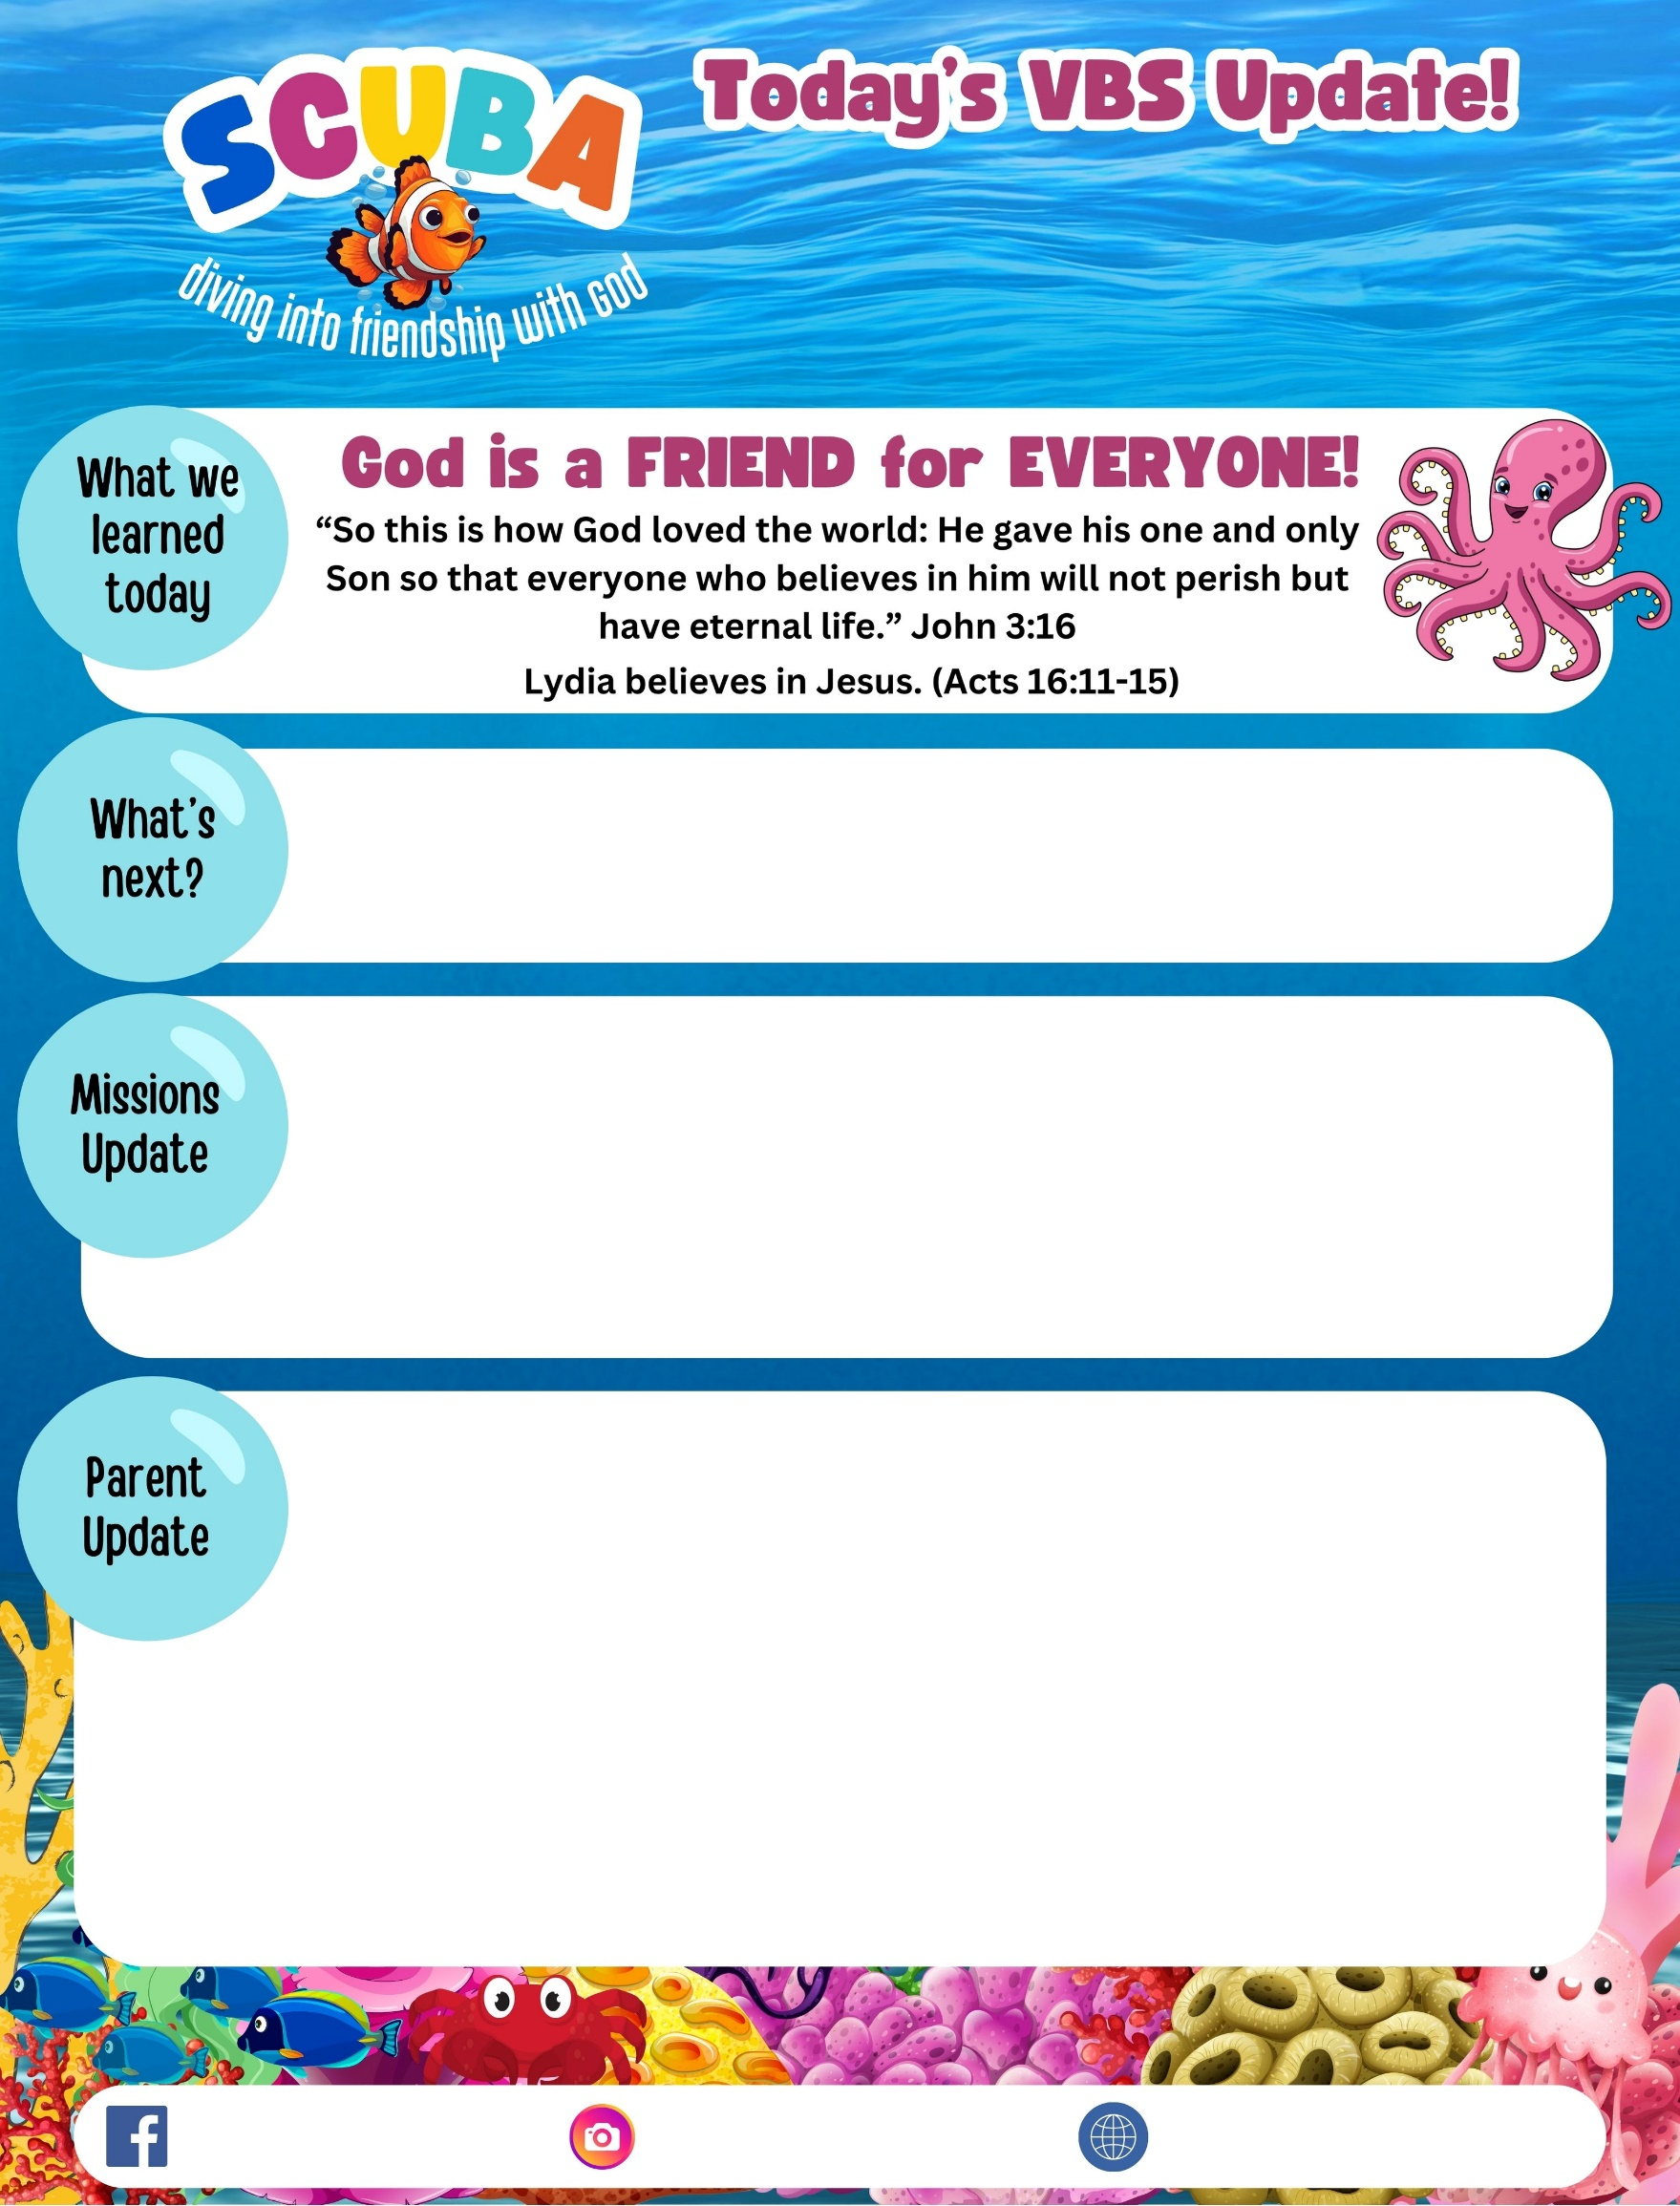 SCUBA
diving into friendship with GOD
Today's VBS Update!
What we
learned
today
God is a FRIEND for EVERYONE!
“So this is how God loved the world: He gave his one and only
Son so that everyone who believes in him will not perish but
have eternal life.” John 3:16
Lydia believes in Jesus. (Acts 16:11-15)
What's
next?
Missions
Update
Parent
Update